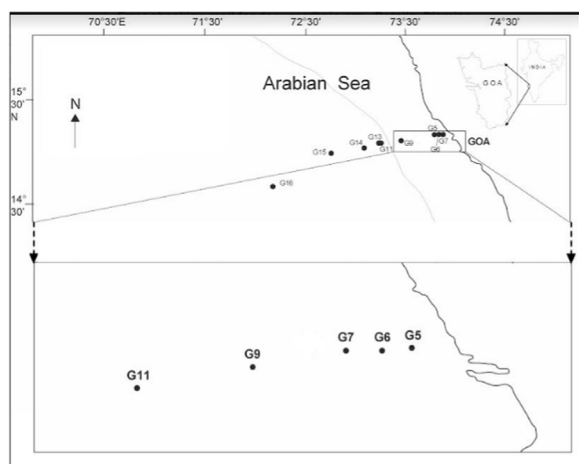 70°30'E 71°30' 72°30' 73°30' 74°30'
INDIA
GOA
Arabian Sea
15°
30'
N
N
G5
G13
G14
G9
G7
GOA
G15
G11
G6
G16
14°
30'
G7 G6 G5
G9
G11